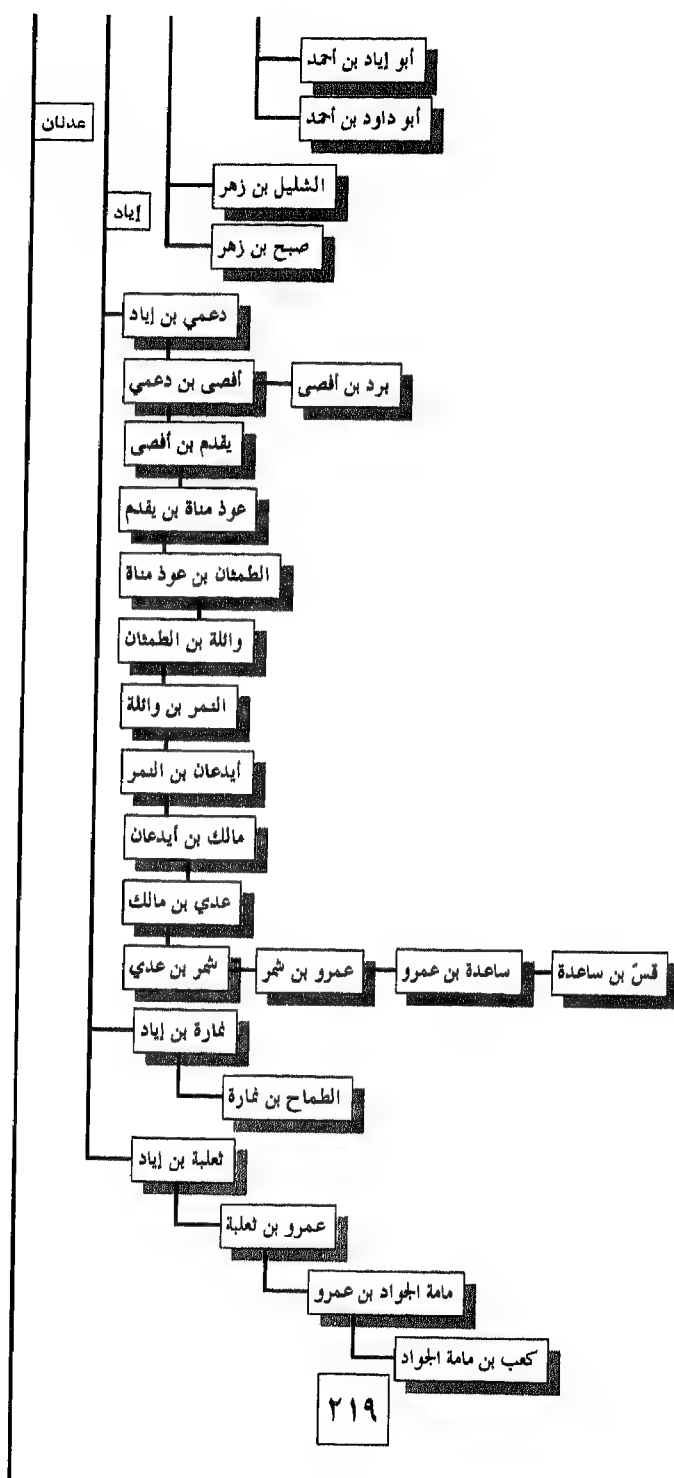 أبو إياد بن أحمد
أبو داود بن أحمد
عدنان
الشليل بن زهر
إياد
صبح بن زهر
دعمي بن إياد
برد بن أفصى
أفصى بن دعمي
يقدم بن أفصى
عوذ مناة بن يقدم
الطمثان بن عوذ مناة
وائلة بن الطمثان
النمر بن وائلة
أيدعان بن النمر
مالك بن أيدعان
عدي بن مالك
قسّ بن ساعدة
ساعدة بن عمرو
عمرو بن شمر
شمر بن عدي
نمارة بن إياد
الطماح بن نمارة
ثعلبة بن إياد
عمرو بن ثعلبة
مامة الجواد بن عمرو
كعب بن مامة الجواد
٢١٩